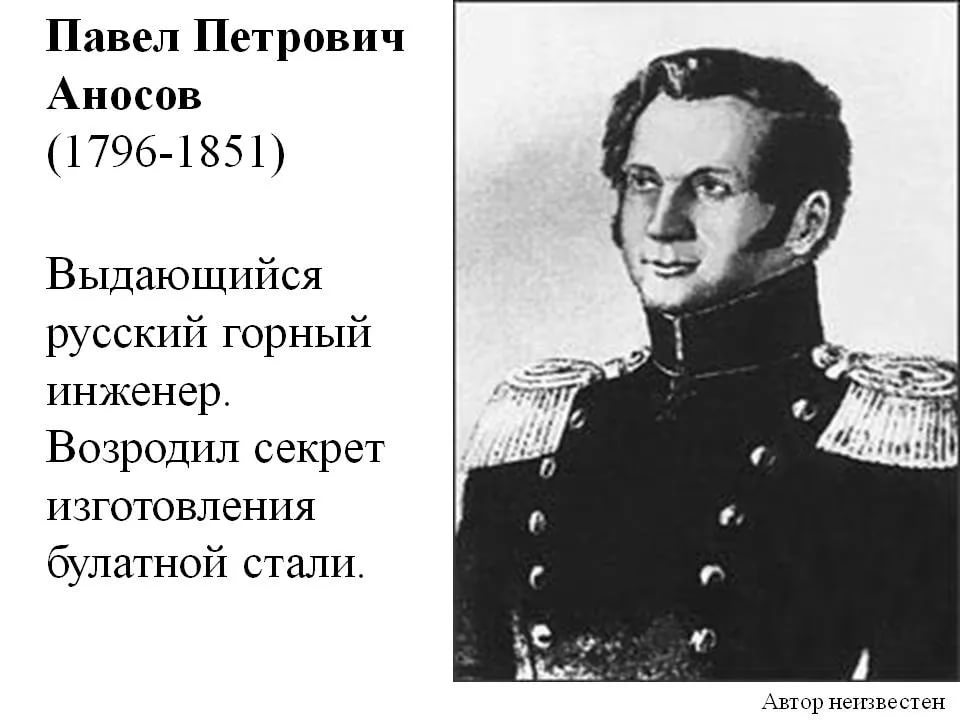 Павел Петрович
Аносов
(1796-1851)
Выдающийся
русский горный
инженер.
Возродил секрет
изготовления
булатной стали.
Автор неизвестен